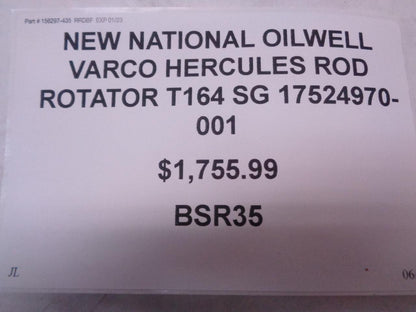 Part # 158297-435 RRDBF EXP 01/23
NEW NATIONAL OILWELL
VARCO HERCULES ROD
ROTATOR T164 SG 17524970-
001
$1,755.99
BSR35
JL
06